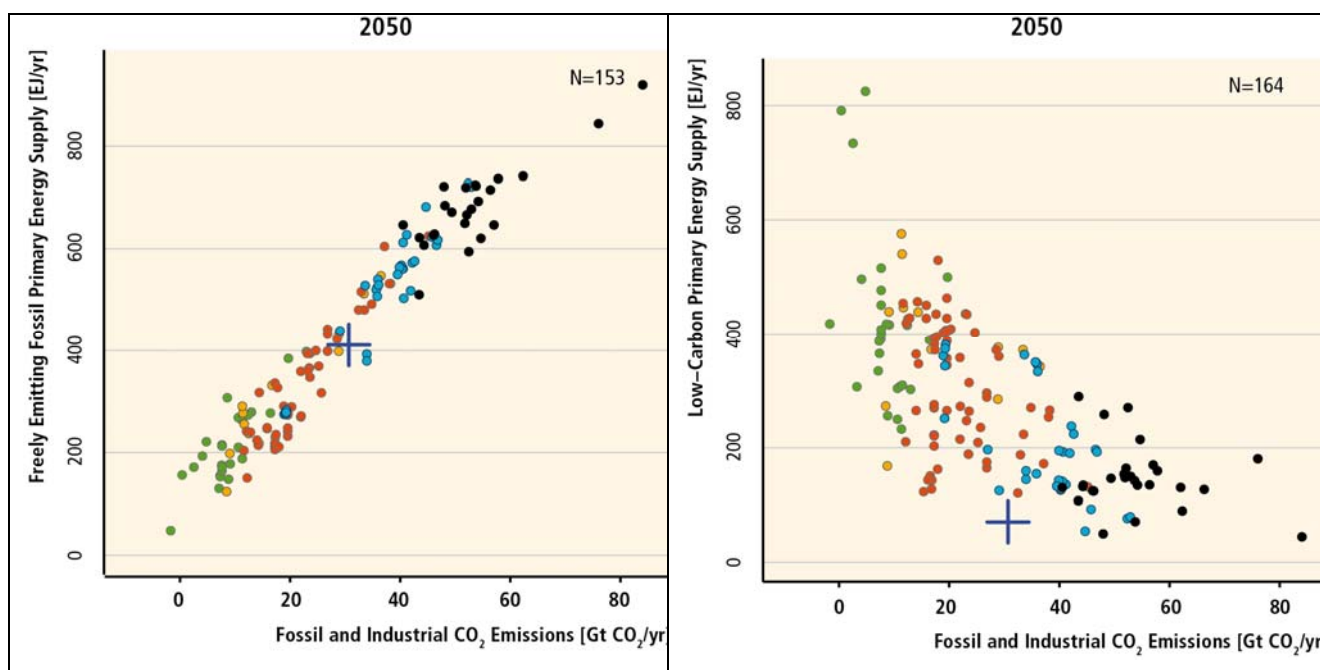 2050
N=153
Freely Emitting Fossil Primary Energy Supply [EJ/yr]
800
600
400
200
0
0 20 40 60 80
Fossil and Industrial CO₂ Emissions [Gt CO₂/yr]
2050
N=164
Low–Carbon Primary Energy Supply [EJ/yr]
800
600
400
200
0
0 20 40 60 80
Fossil and Industrial CO₂ Emissions [Gt CO₂/yr